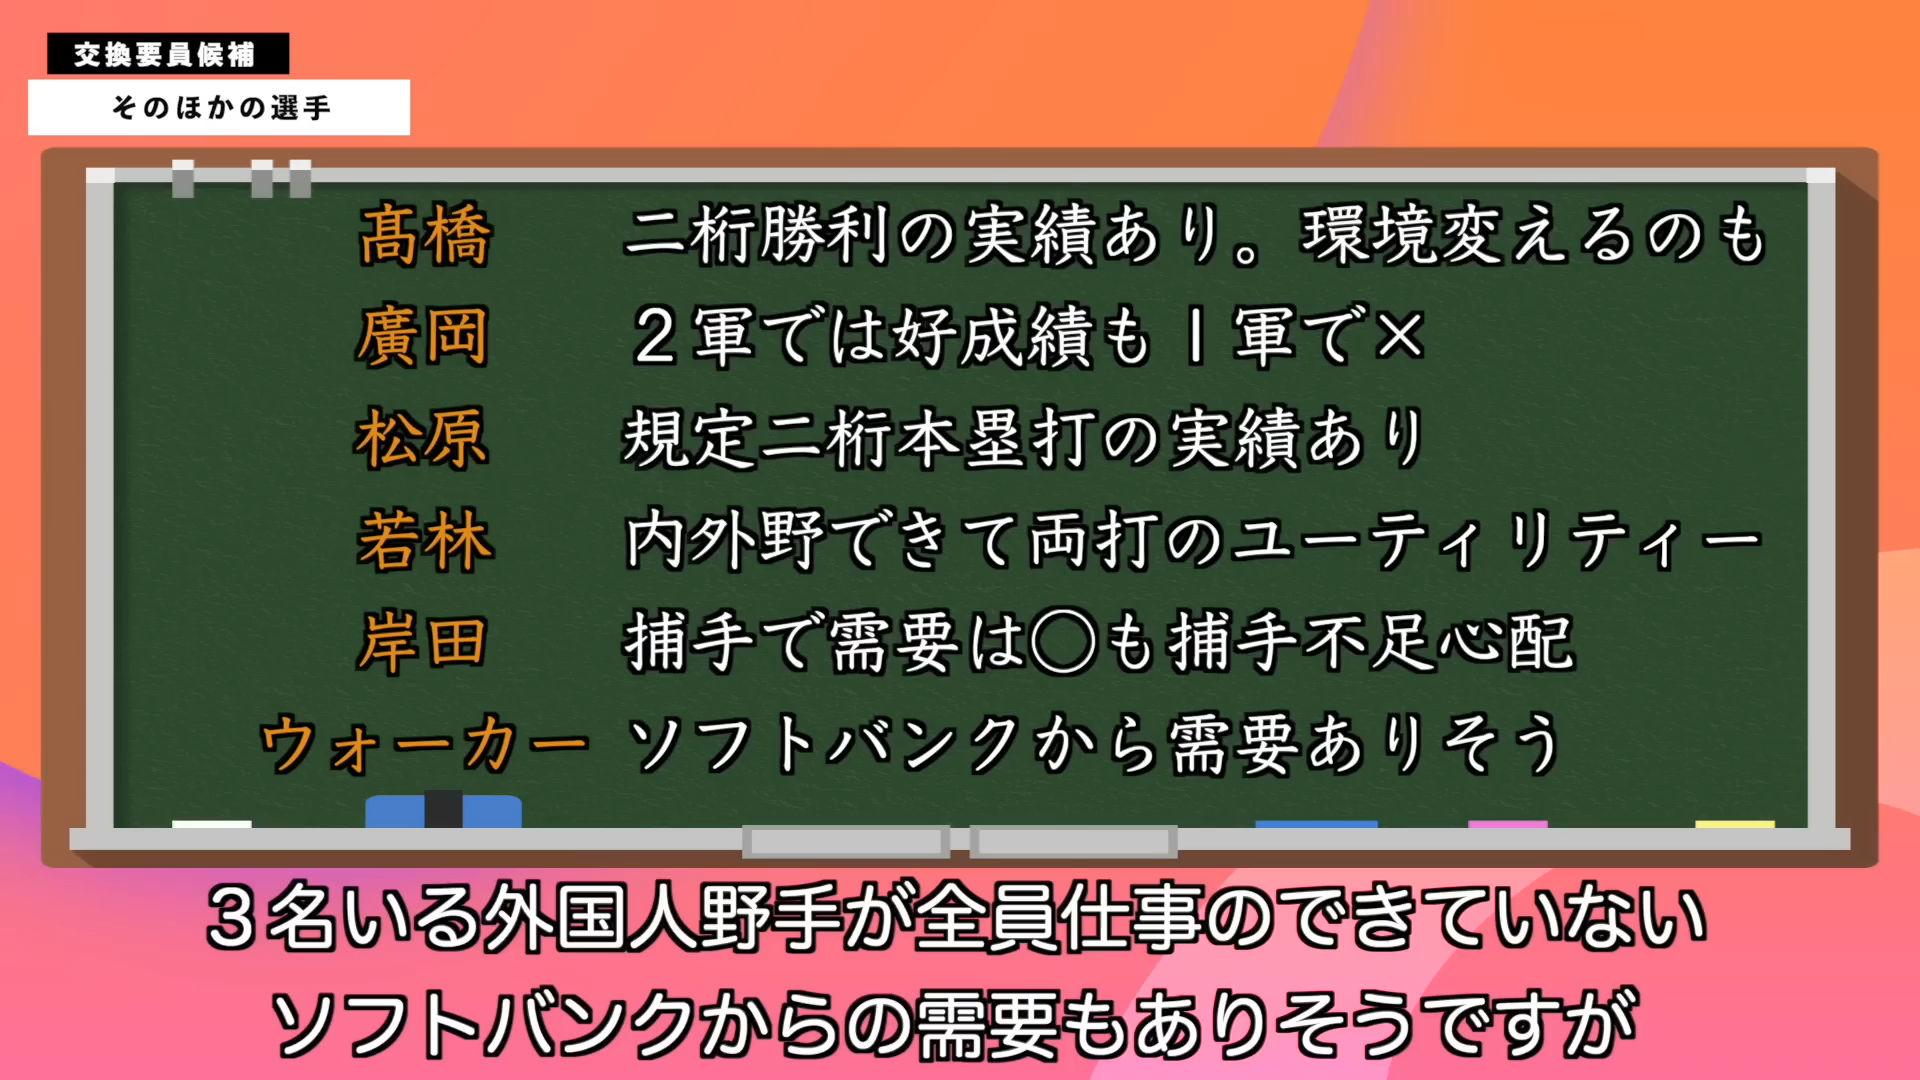 交換要員候補
そのほかの選手
髙橋 二桁勝利の実績あり。環境変えるのも
廣岡 ２軍では好成績も１軍で×
松原 規定二桁本塁打の実績あり
若林 内外野できて両打のユーティリティー
岸田 捕手で需要は◯も捕手不足心配
ウォーカー ソフトバンクから需要ありそう
３名いる外国人野手が全員仕事のできていない
ソフトバンクからの需要もありそうですが